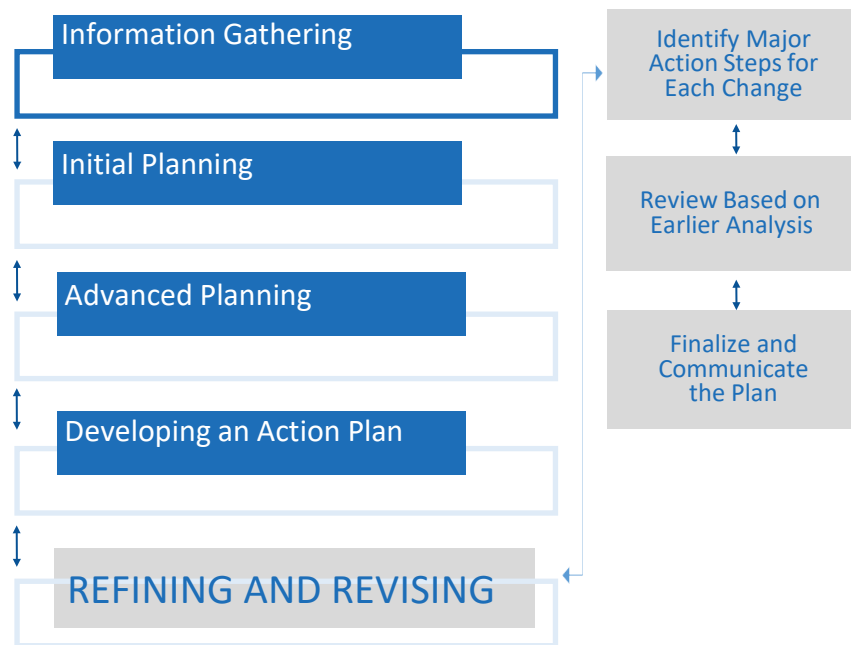 Information Gathering
Initial Planning
Advanced Planning
Developing an Action Plan
REFINING AND REVISING
Identify Major
Action Steps for
Each Change
Review Based on
Earlier Analysis
Finalize and
Communicate
the Plan